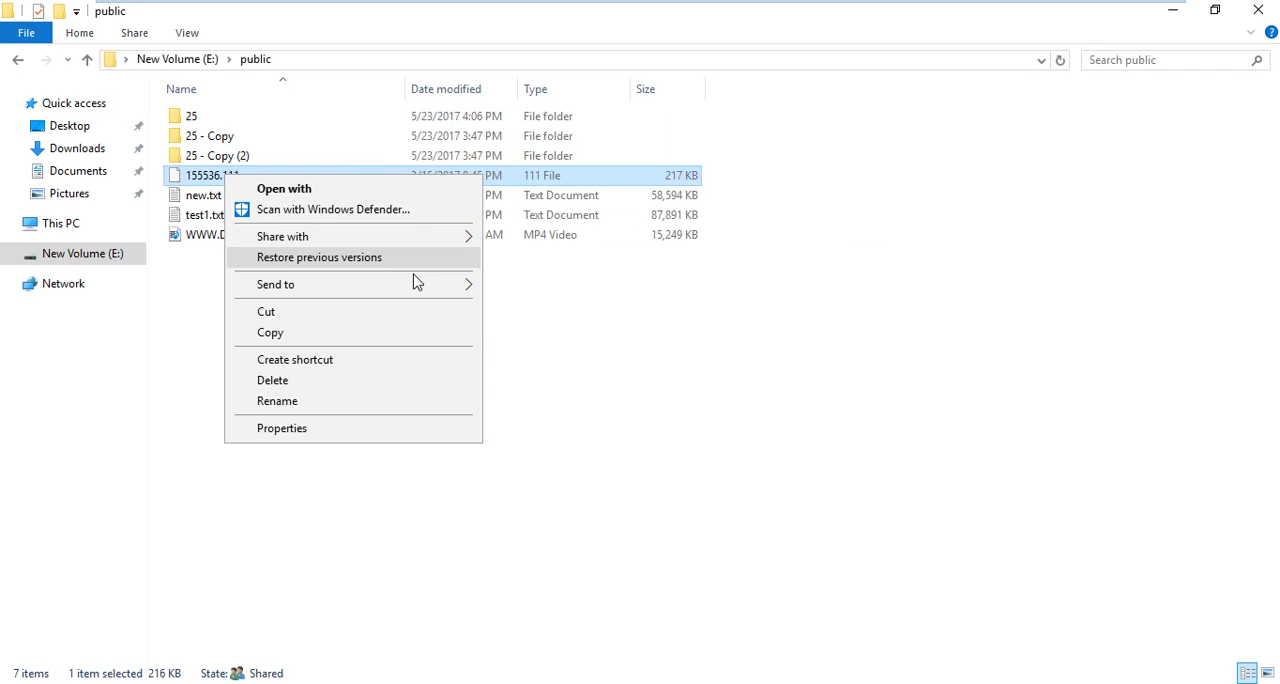 public
File Home Share View
New Volume (E:) public Search public
Name Date modified Type Size
Quick access
Desktop
Downloads
Documents
Pictures
This PC
New Volume (E:)
Network
25 5/23/2017 4:06 PM File folder
25 - Copy 5/23/2017 3:47 PM File folder
25 - Copy (2) 5/23/2017 3:47 PM File folder
155536.111 PM 111 File 217 KB
new.txt PM Text Document 58,594 KB
test1.txt PM Text Document 87,891 KB
WWW.D AM MP4 Video 15,249 KB
Open with
Scan with Windows Defender...
Share with
Restore previous versions
Send to
Cut
Copy
Create shortcut
Delete
Rename
Properties
7 items 1 item selected 216 KB State: Shared